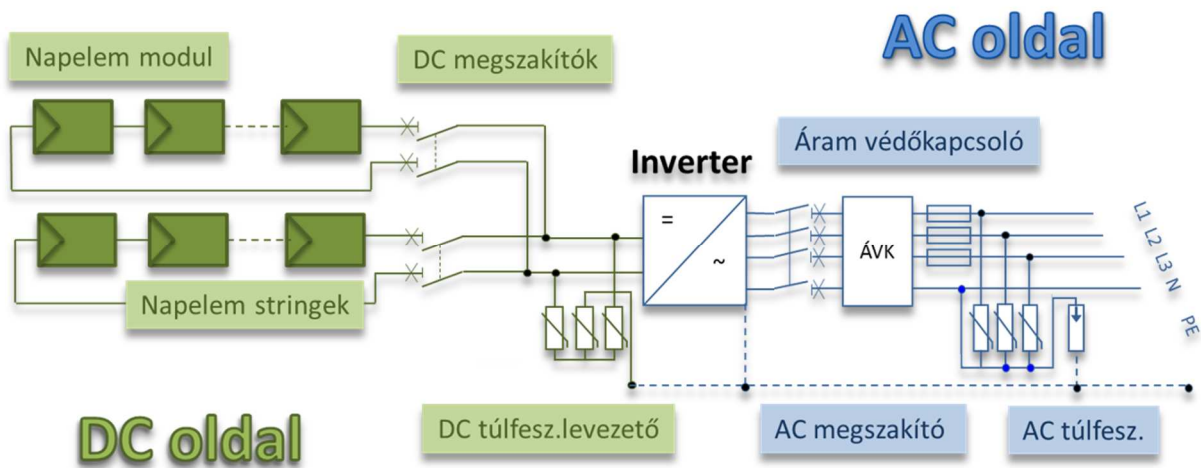 AC oldal
Napelem modul
DC megszakítók
Áram védőkapcsoló
Inverter
=
~
ÁVK
L1
L2
L3
N
PE
Napelem stringek
DC oldal
DC túlfesz.levezető
AC megszakító
AC túlfesz.